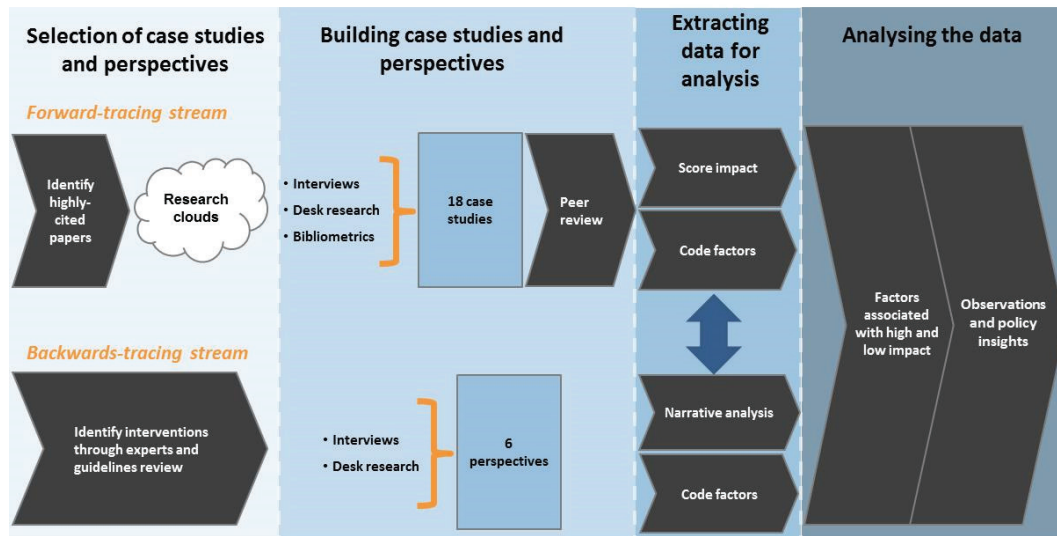 Selection of case studies
and perspectives
Building case studies and
perspectives
Extracting
data for
analysis
Analysing the data
Forward-tracing stream
Identify
highly-
cited
papers
Research
clouds
• Interviews
• Desk research
• Bibliometrics
18 case
studies
Peer
review
Score impact
Code factors
Backwards-tracing stream
Identify interventions
through experts and
guidelines review
• Interviews
• Desk research
6
perspectives
Narrative analysis
Code factors
Factors
associated
with high and
low impact
Observations
and policy
insights